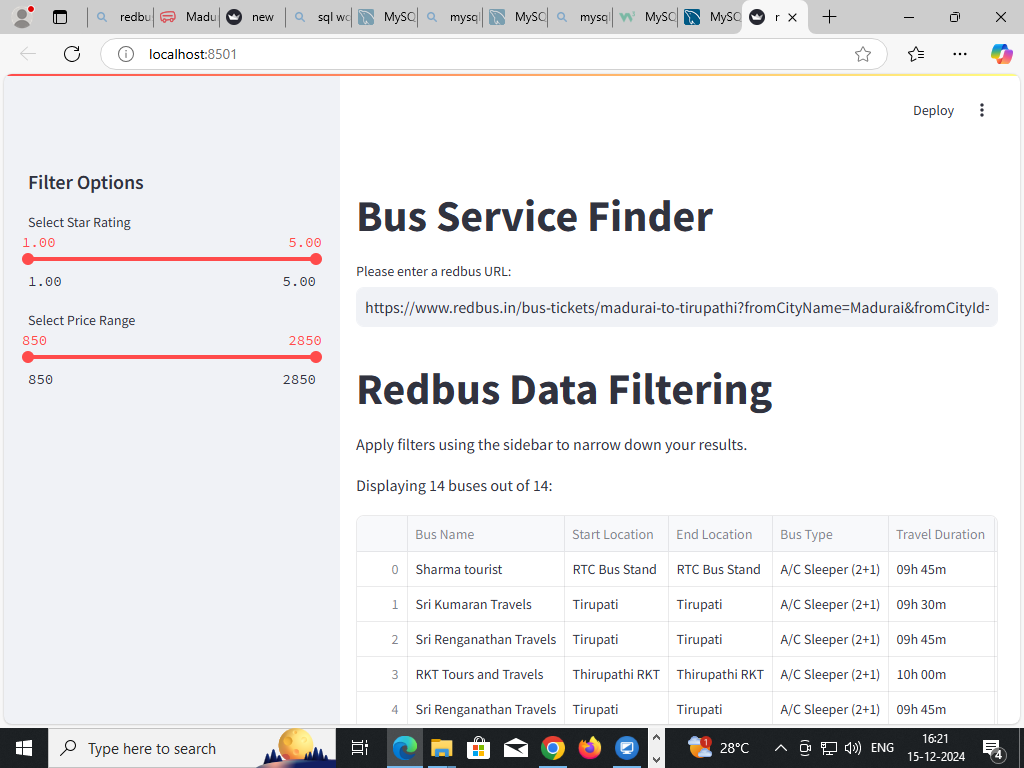 redbu
Madu
new
sql wo
MySQ
mysql
MySQ
mysql
MySQ
MySQ
r
localhost:8501
Deploy
Filter Options
Select Star Rating
1.00 5.00
1.00 5.00
Select Price Range
850 2850
850 2850
Bus Service Finder
Please enter a redbus URL:
https://www.redbus.in/bus-tickets/madurai-to-tirupathi?fromCityName=Madurai&fromCityId=
Redbus Data Filtering
Apply filters using the sidebar to narrow down your results.
Displaying 14 buses out of 14:
Bus Name Start Location End Location Bus Type Travel Duration
0 Sharma tourist RTC Bus Stand RTC Bus Stand A/C Sleeper (2+1) 09h 45m
1 Sri Kumaran Travels Tirupati Tirupati A/C Sleeper (2+1) 09h 30m
2 Sri Renganathan Travels Tirupati Tirupati A/C Sleeper (2+1) 09h 45m
3 RKT Tours and Travels Thirupathi RKT Thirupathi RKT A/C Sleeper (2+1) 10h 00m
4 Sri Renganathan Travels Tirupati Tirupati A/C Sleeper (2+1) 09h 45m
Type here to search
1
28°C
ENG
16:21
15-12-2024
4